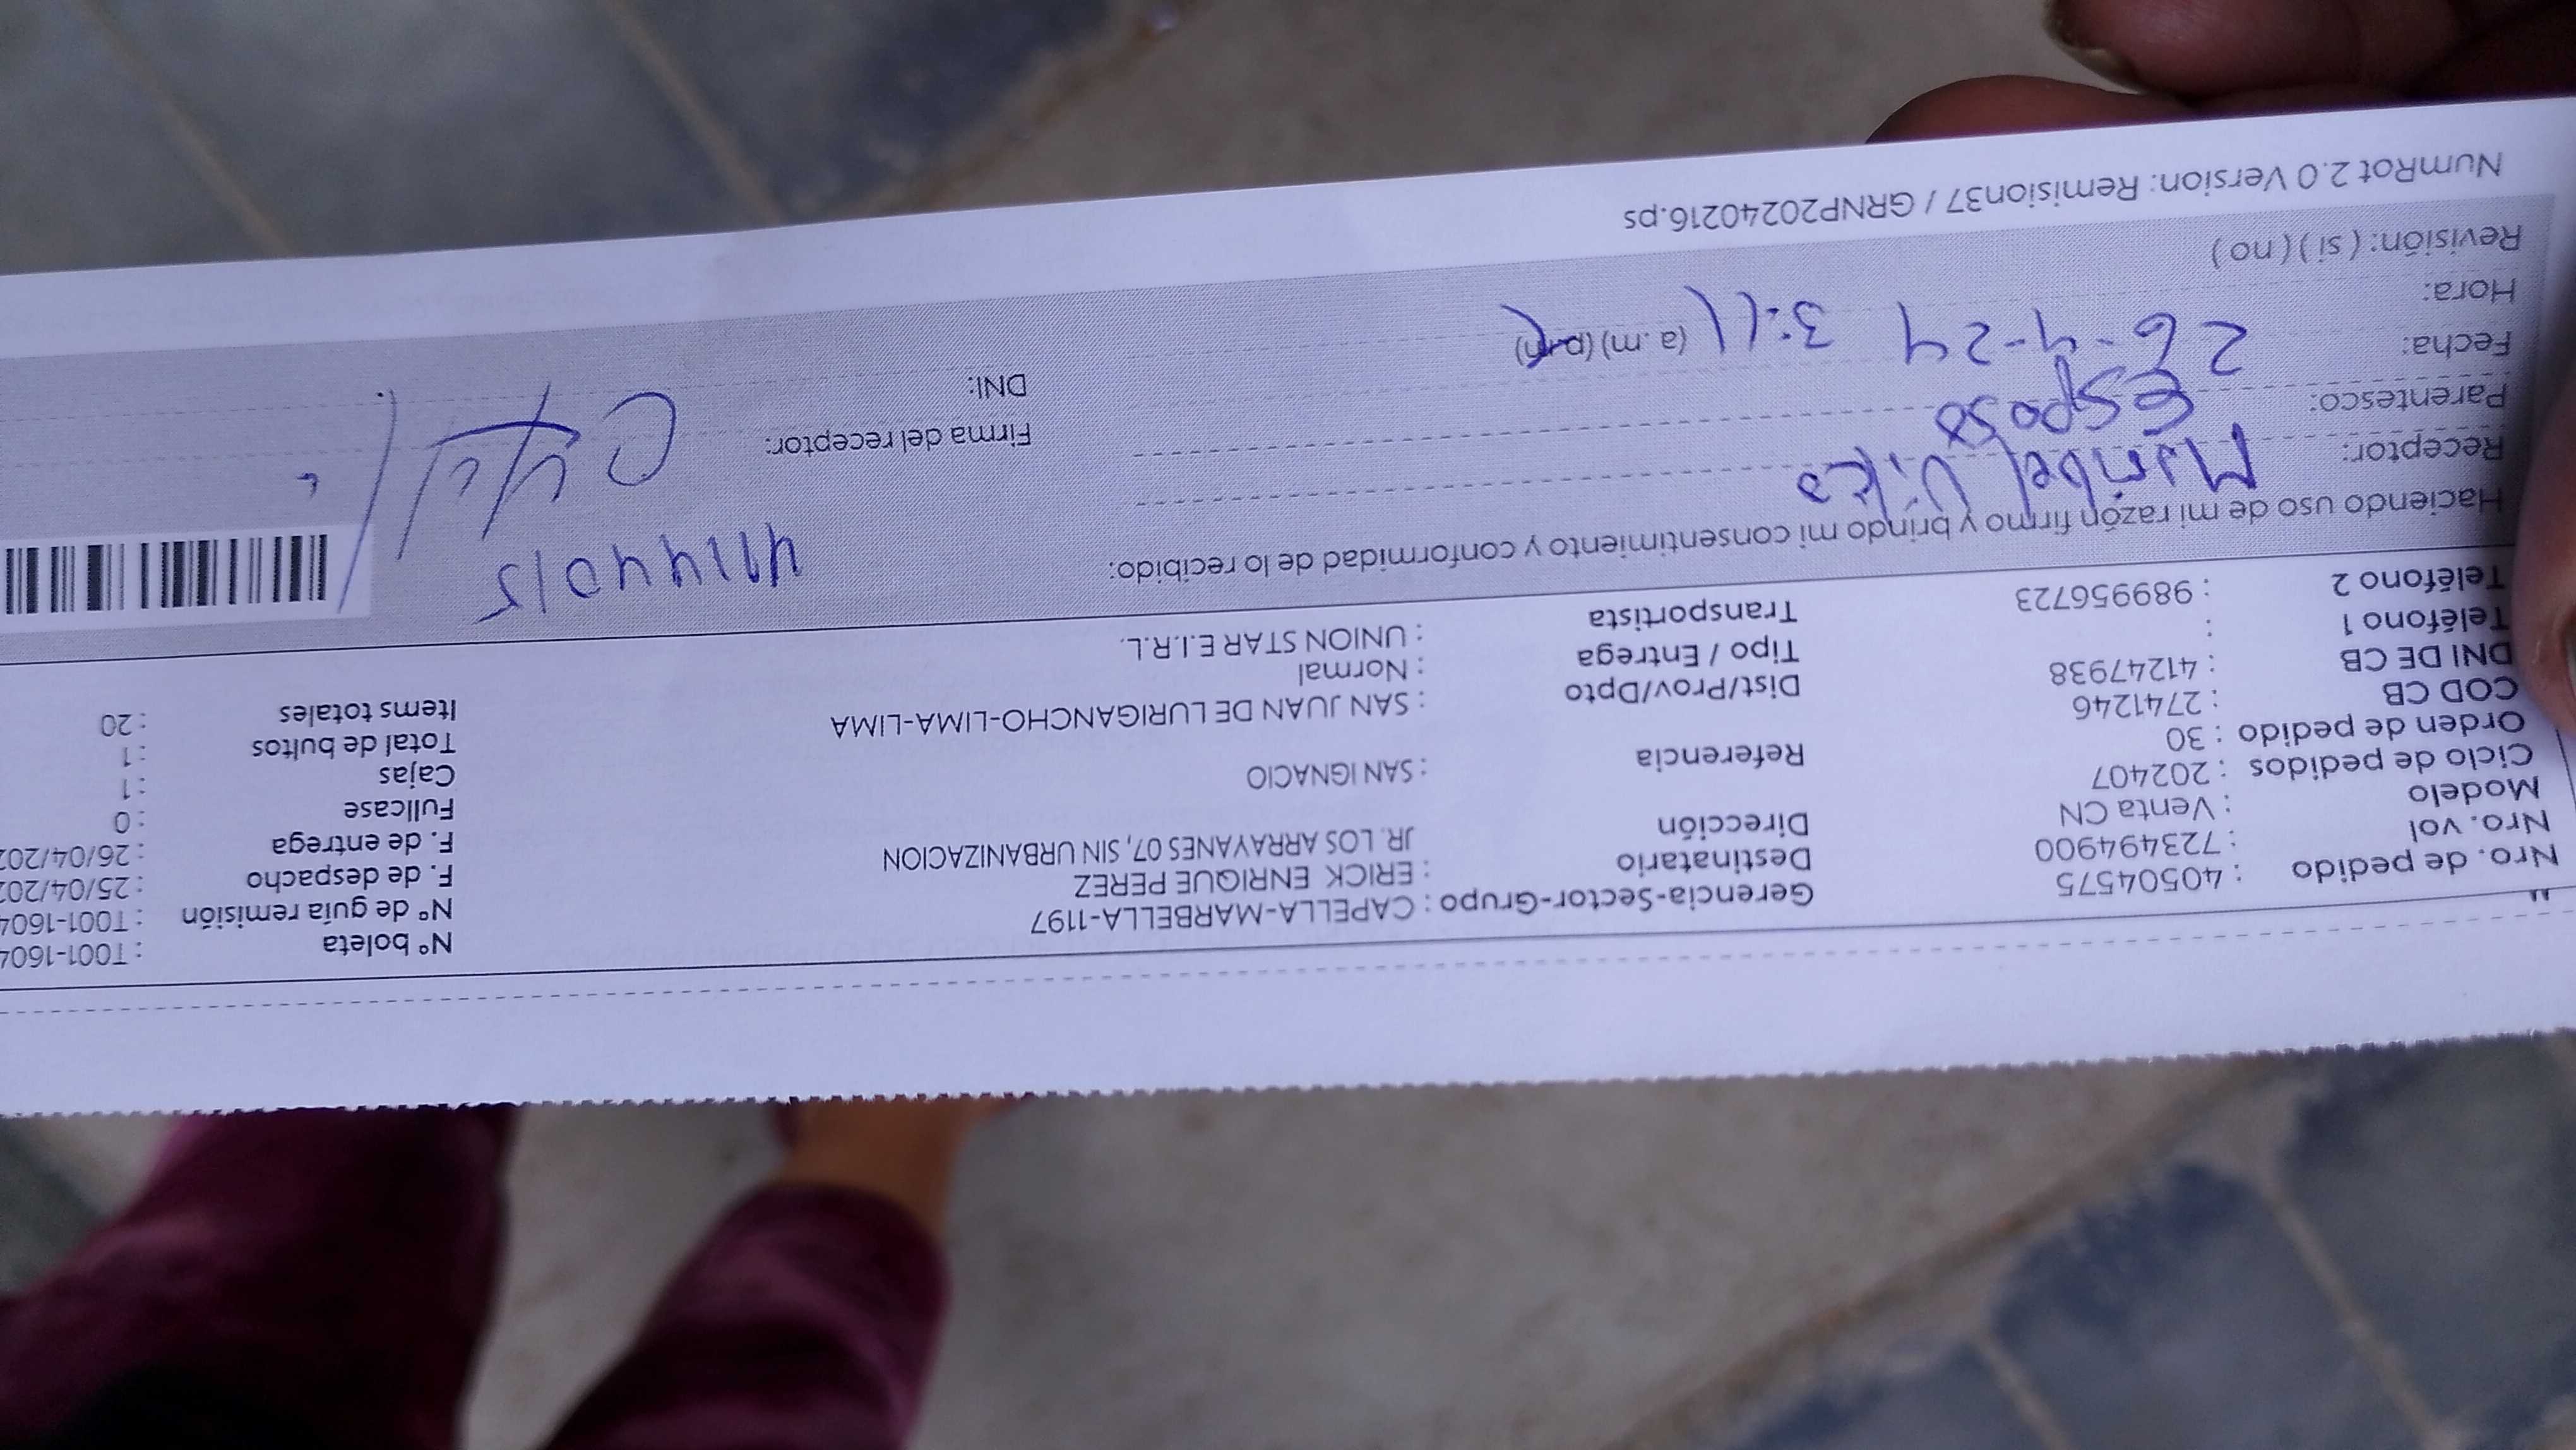 Nro. de pedido : 40504575 Gerencia-Sector-Grupo : CAPELLA-MARBELLA-1197 N° boleta : T001-1604
Nro. vol : 723494900 Destinatario : ERICK ENRIQUE PEREZ N° de guía remisión : T001-1604
Modelo : Venta CN Dirección JR. LOS ARRAYANES 07, SIN URBANIZACION F. de despacho : 25/04/202
Ciclo de pedidos : 202407 F. de entrega : 26/04/202
Orden de pedido : 30 Referencia : SAN IGNACIO Fullcase : 0
COD CB : 2741246 Dist/Prov/Dpto : SAN JUAN DE LURIGANCHO-LIMA-LIMA Cajas : 1
DNI DE CB : 41247938 Tipo / Entrega : Normal Total de bultos : 1
Teléfono 1 : Transportista : UNION STAR E.I.R.L. Items totales : 20
Teléfono 2 : 989956723
Haciendo uso de mi razón firmo y brindo mi consentimiento y conformidad de lo recibido:
41144015
Receptor: Maribel
Parentesco: Esposa Firma del receptor:
Fecha: 26-4-24 DNI:
Hora: 3:11 (a.m) (p.m)
Revisión: ( si ) ( no )
NumRot 2.0 Version: Remision37 / GRNP20240216.ps